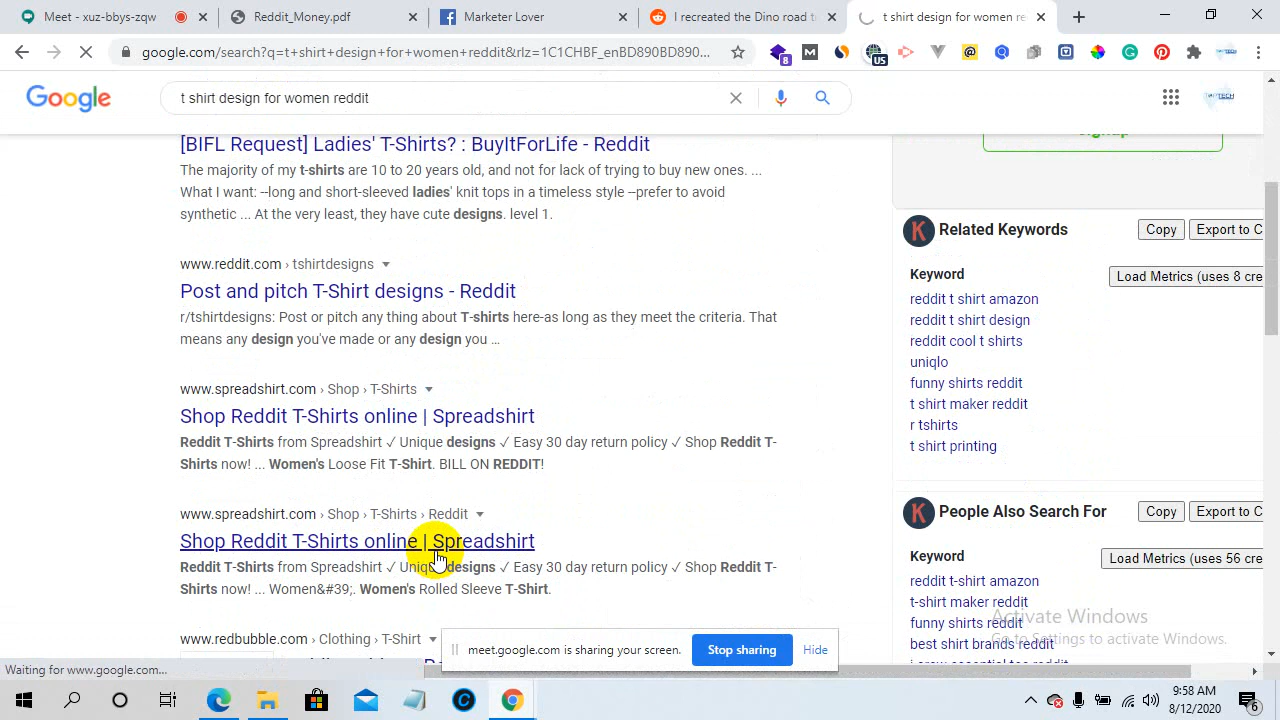 Meet - xuz-bbys-zqw
Reddit_Money.pdf
Marketer Lover
I recreated the Dino road t
t shirt design for women re
google.com/search?q=t+shirt+design+for+women+reddit&rlz=1C1CHBF_enBD890BD890...
8
US
Google
t shirt design for women reddit
[BIFL Request] Ladies' T-Shirts? : BuyItForLife - Reddit
The majority of my t-shirts are 10 to 20 years old, and not for lack of trying to buy new ones. ...
What I want: --long and short-sleeved ladies' knit tops in a timeless style --prefer to avoid
synthetic ... At the very least, they have cute designs. level 1.
www.reddit.com › tshirtdesigns
Post and pitch T-Shirt designs - Reddit
r/tshirtdesigns: Post or pitch any thing about T-shirts here-as long as they meet the criteria. That
means any design you've made or any design you ...
www.spreadshirt.com › Shop › T-Shirts
Shop Reddit T-Shirts online | Spreadshirt
Reddit T-Shirts from Spreadshirt ✓ Unique designs ✓ Easy 30 day return policy ✓ Shop Reddit T-
Shirts now! ... Women's Loose Fit T-Shirt. BILL ON REDDIT!
www.spreadshirt.com › Shop › T-Shirts › Reddit
Shop Reddit T-Shirts online | Spreadshirt
Reddit T-Shirts from Spreadshirt ✓ Unique designs ✓ Easy 30 day return policy ✓ Shop Reddit T-
Shirts now! ... Women&#39;. Women's Rolled Sleeve T-Shirt.
www.redbubble.com › Clothing › T-Shirt
Related Keywords
Copy
Export to C
Keyword
Load Metrics (uses 8 cre
reddit t shirt amazon
reddit t shirt design
reddit cool t shirts
uniqlo
funny shirts reddit
t shirt maker reddit
r tshirts
t shirt printing
People Also Search For
Copy
Export to C
Keyword
Load Metrics (uses 56 cre
reddit t-shirt amazon
t-shirt maker reddit
funny shirts reddit
best shirt brands reddit
Activate Windows
Go to Settings to activate Windows.
meet.google.com is sharing your screen.
Stop sharing
Hide
Waiting for www.google.com...
9:58 AM
8/12/2020
6